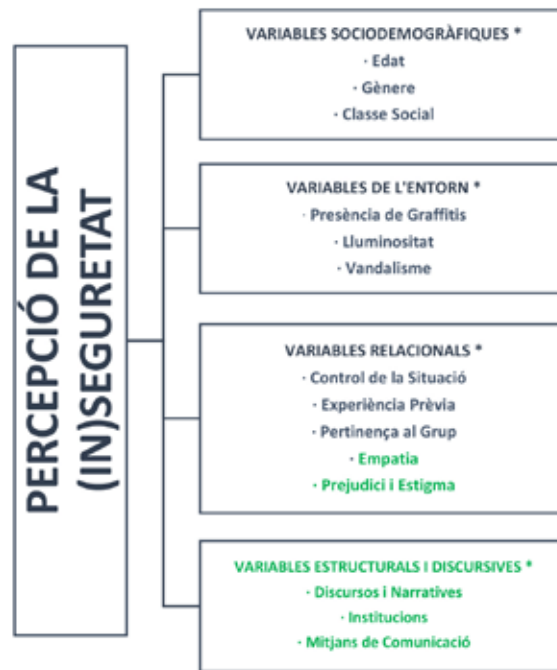 PERCEPCIÓ DE LA
(IN)SEGURETAT
VARIABLES SOCIODEMOGRÀFIQUES *
· Edat
· Gènere
· Classe Social
VARIABLES DE L'ENTORN *
· Presència de Graffitis
· Lluminositat
· Vandalisme
VARIABLES RELACIONALS *
· Control de la Situació
· Experiència Prèvia
· Pertinença al Grup
· Empatia
· Prejudici i Estigma
VARIABLES ESTRUCTURALS I DISCURSIVES *
· Discursos i Narratives
· Institucions
· Mitjans de Comunicació